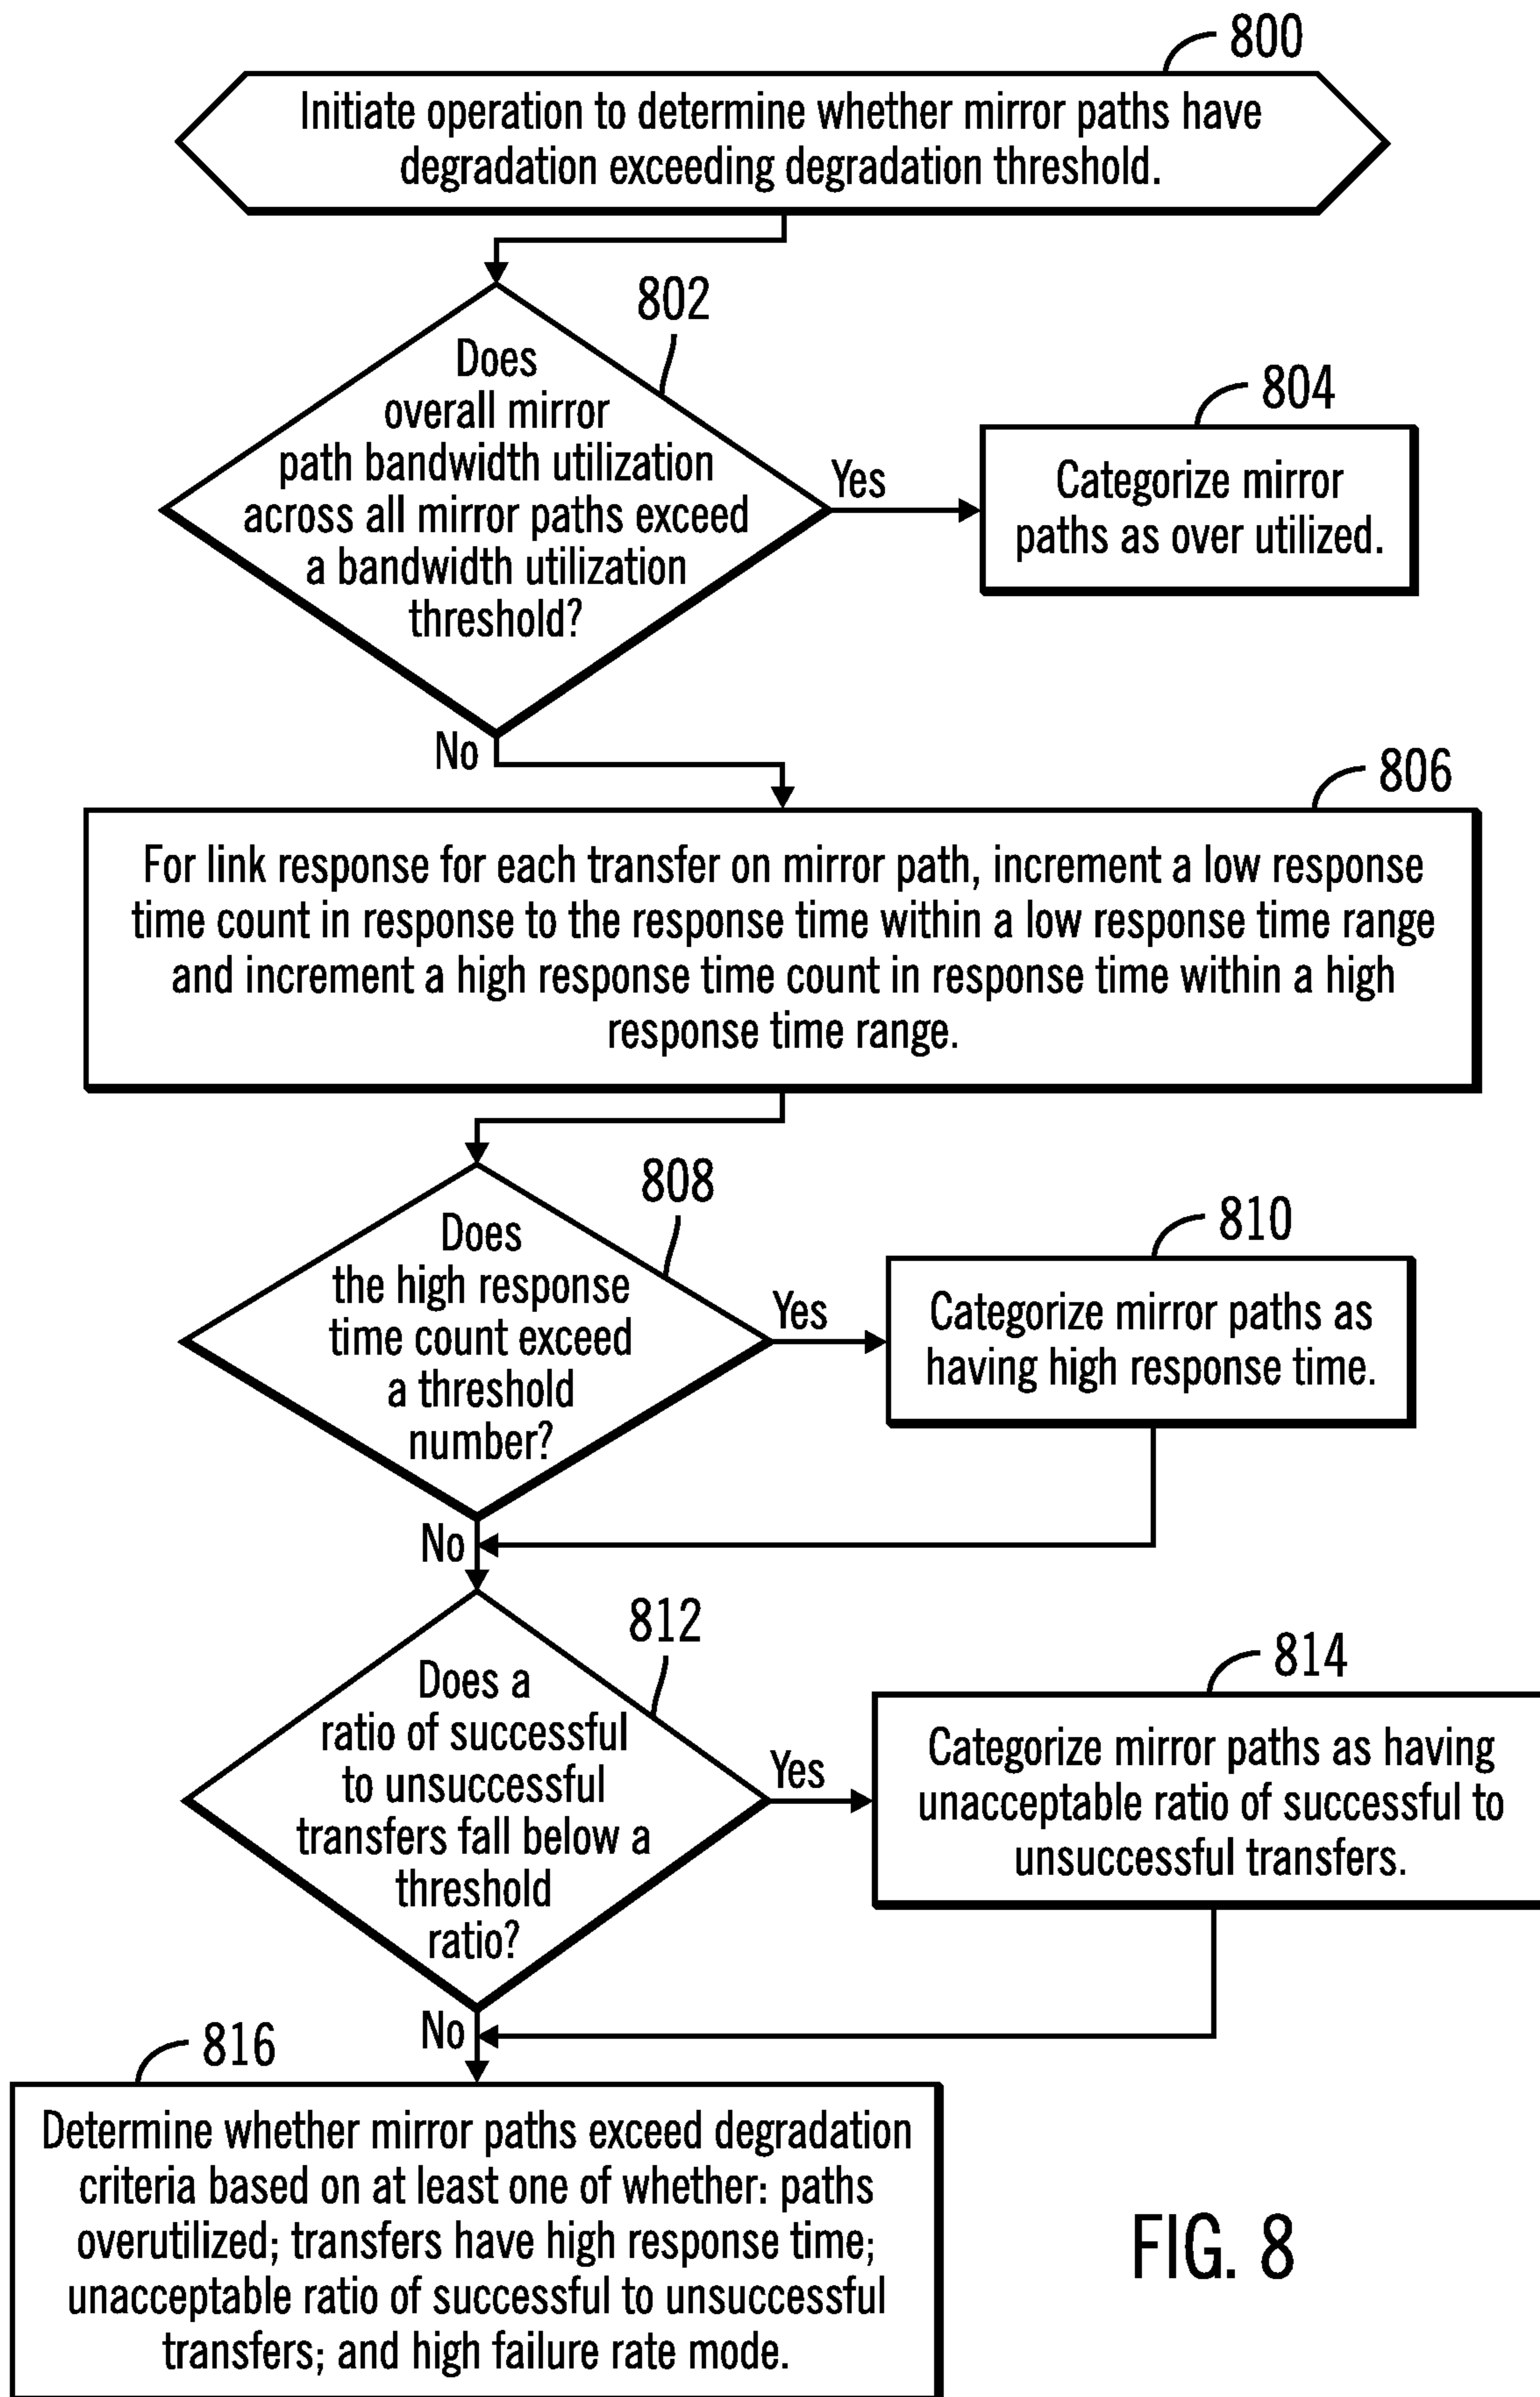 800
Initiate operation to determine whether mirror paths have
degradation exceeding degradation threshold.
802
Does
overall mirror
path bandwidth utilization
across all mirror paths exceed
a bandwidth utilization
threshold?
Yes
804
Categorize mirror
paths as over utilized.
No
806
For link response for each transfer on mirror path, increment a low response
time count in response to the response time within a low response time range
and increment a high response time count in response time within a high
response time range.
808
Does
the high response
time count exceed
a threshold
number?
Yes
810
Categorize mirror paths as
having high response time.
No
812
Does a
ratio of successful
to unsuccessful
transfers fall below a
threshold
ratio?
Yes
814
Categorize mirror paths as having
unacceptable ratio of successful to
unsuccessful transfers.
No
816
Determine whether mirror paths exceed degradation
criteria based on at least one of whether: paths
overutilized; transfers have high response time;
unacceptable ratio of successful to unsuccessful
transfers; and high failure rate mode.
FIG. 8